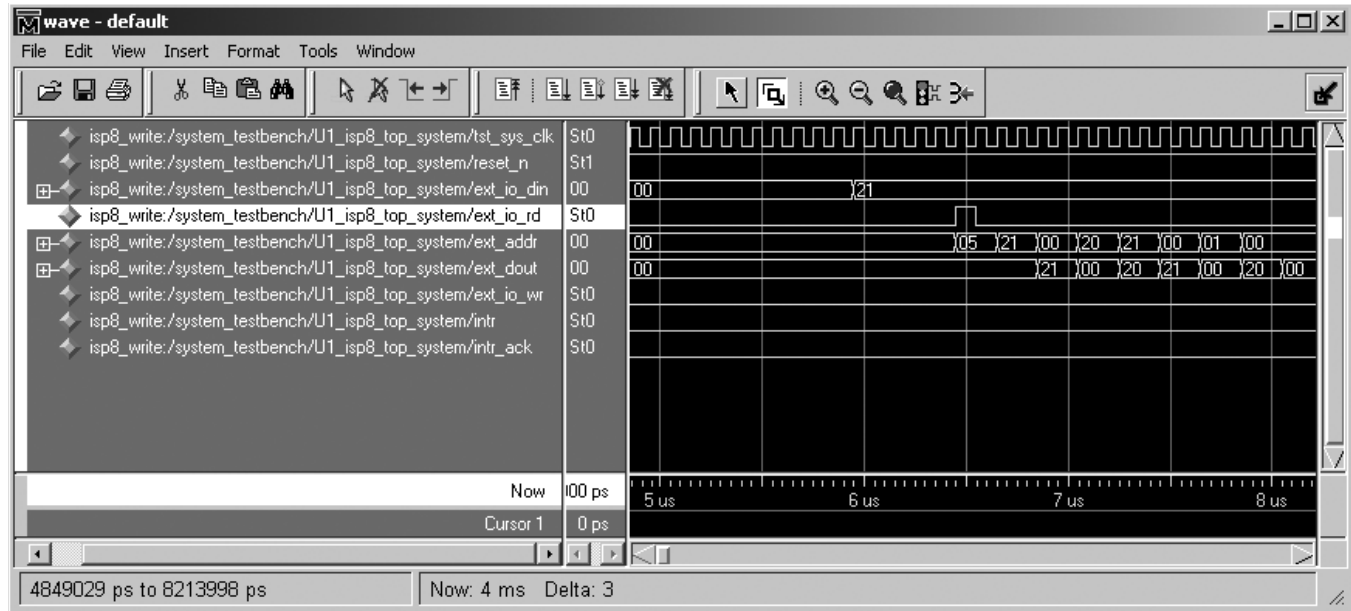 wave - default
File Edit View Insert Format Tools Window
isp8_write:/system_testbench/U1_isp8_top_system/tst_sys_clk St0
isp8_write:/system_testbench/U1_isp8_top_system/reset_n St1
isp8_write:/system_testbench/U1_isp8_top_system/ext_io_din 00 00 21
isp8_write:/system_testbench/U1_isp8_top_system/ext_io_rd St0
isp8_write:/system_testbench/U1_isp8_top_system/ext_addr 00 00 05 21 00 20 21 00 01 00
isp8_write:/system_testbench/U1_isp8_top_system/ext_dout 00 00 21 00 20 21 00 20 00
isp8_write:/system_testbench/U1_isp8_top_system/ext_io_wr St0
isp8_write:/system_testbench/U1_isp8_top_system/intr St0
isp8_write:/system_testbench/U1_isp8_top_system/intr_ack St0
Now 00 ps 5 us 6 us 7 us 8 us
Cursor 1 0 ps
4849029 ps to 8213998 ps Now: 4 ms Delta: 3